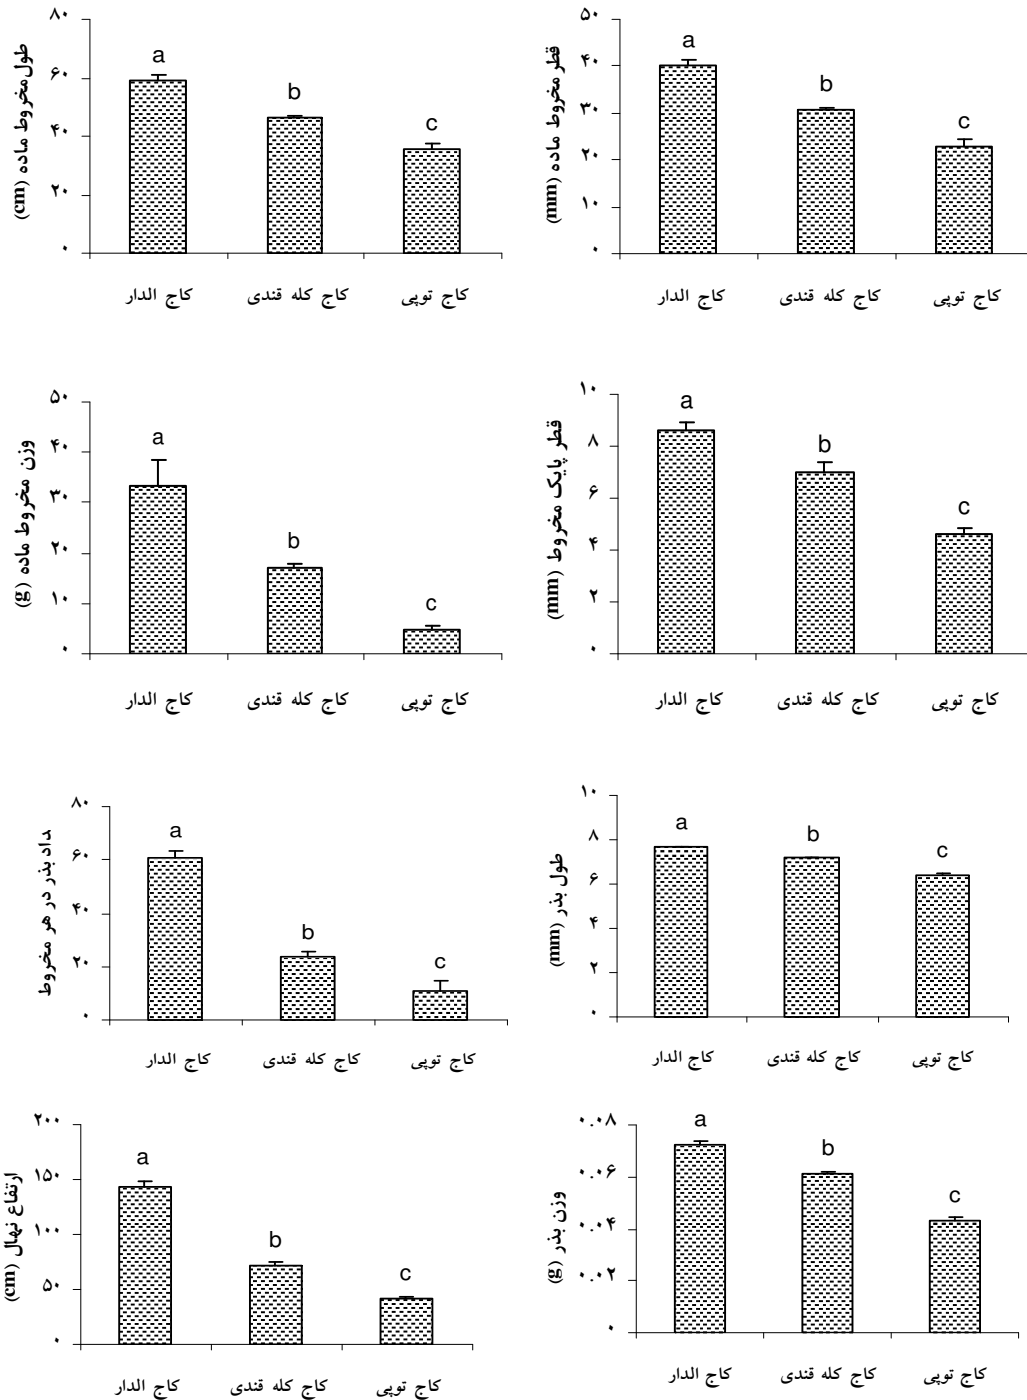 طول مخروط ماده (cm)
۸۰
۶۰
۴۰
۲۰
۰
a
b
c
کاج الدار
کاج کله قندی
کاج توپی
قطر مخروط ماده (mm)
۵۰
۴۰
۳۰
۲۰
۱۰
۰
a
b
c
کاج الدار
کاج کله قندی
کاج توپی
وزن مخروط ماده (g)
۵۰
۴۰
۳۰
۲۰
۱۰
۰
a
b
c
کاج الدار
کاج کله قندی
کاج توپی
قطر پایک مخروط (mm)
۱۰
۸
۶
۴
۲
۰
a
b
c
کاج الدار
کاج کله قندی
کاج توپی
داد بذر در هر مخروط
۸۰
۶۰
۴۰
۲۰
۰
a
b
c
کاج الدار
کاج کله قندی
کاج توپی
طول بذر (mm)
۱۰
۸
۶
۴
۲
۰
a
b
c
کاج الدار
کاج کله قندی
کاج توپی
ارتفاع نهال (cm)
۲۰۰
۱۵۰
۱۰۰
۵۰
۰
a
b
c
کاج الدار
کاج کله قندی
کاج توپی
وزن بذر (g)
۰.۰۸
۰.۰۶
۰.۰۴
۰.۰۲
۰
a
b
c
کاج الدار
کاج کله قندی
کاج توپی